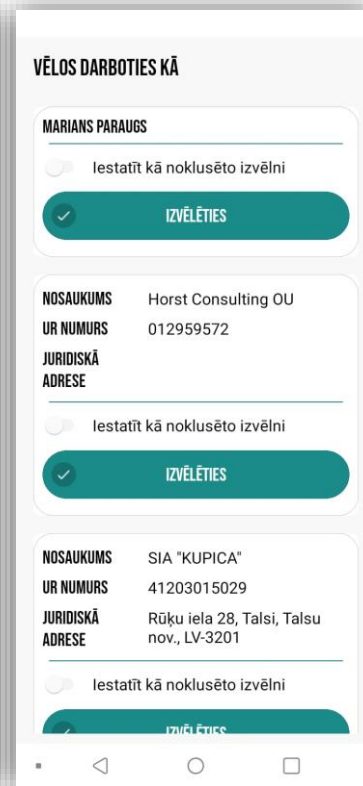 VĒLOS DARBOTIES KĀ
MARIANS PARAUGS
Iestatīt kā noklusēto izvēlni
IZVĒLĒTIES
NOSAUKUMS Horst Consulting OU
UR NUMURS 012959572
JURIDISKĀ
ADRESE
Iestatīt kā noklusēto izvēlni
IZVĒLĒTIES
NOSAUKUMS SIA "KUPICA"
UR NUMURS 41203015029
JURIDISKĀ Rūķu iela 28, Talsi, Talsu
ADRESE nov., LV-3201
Iestatīt kā noklusēto izvēlni
IZVĒLĒTIES